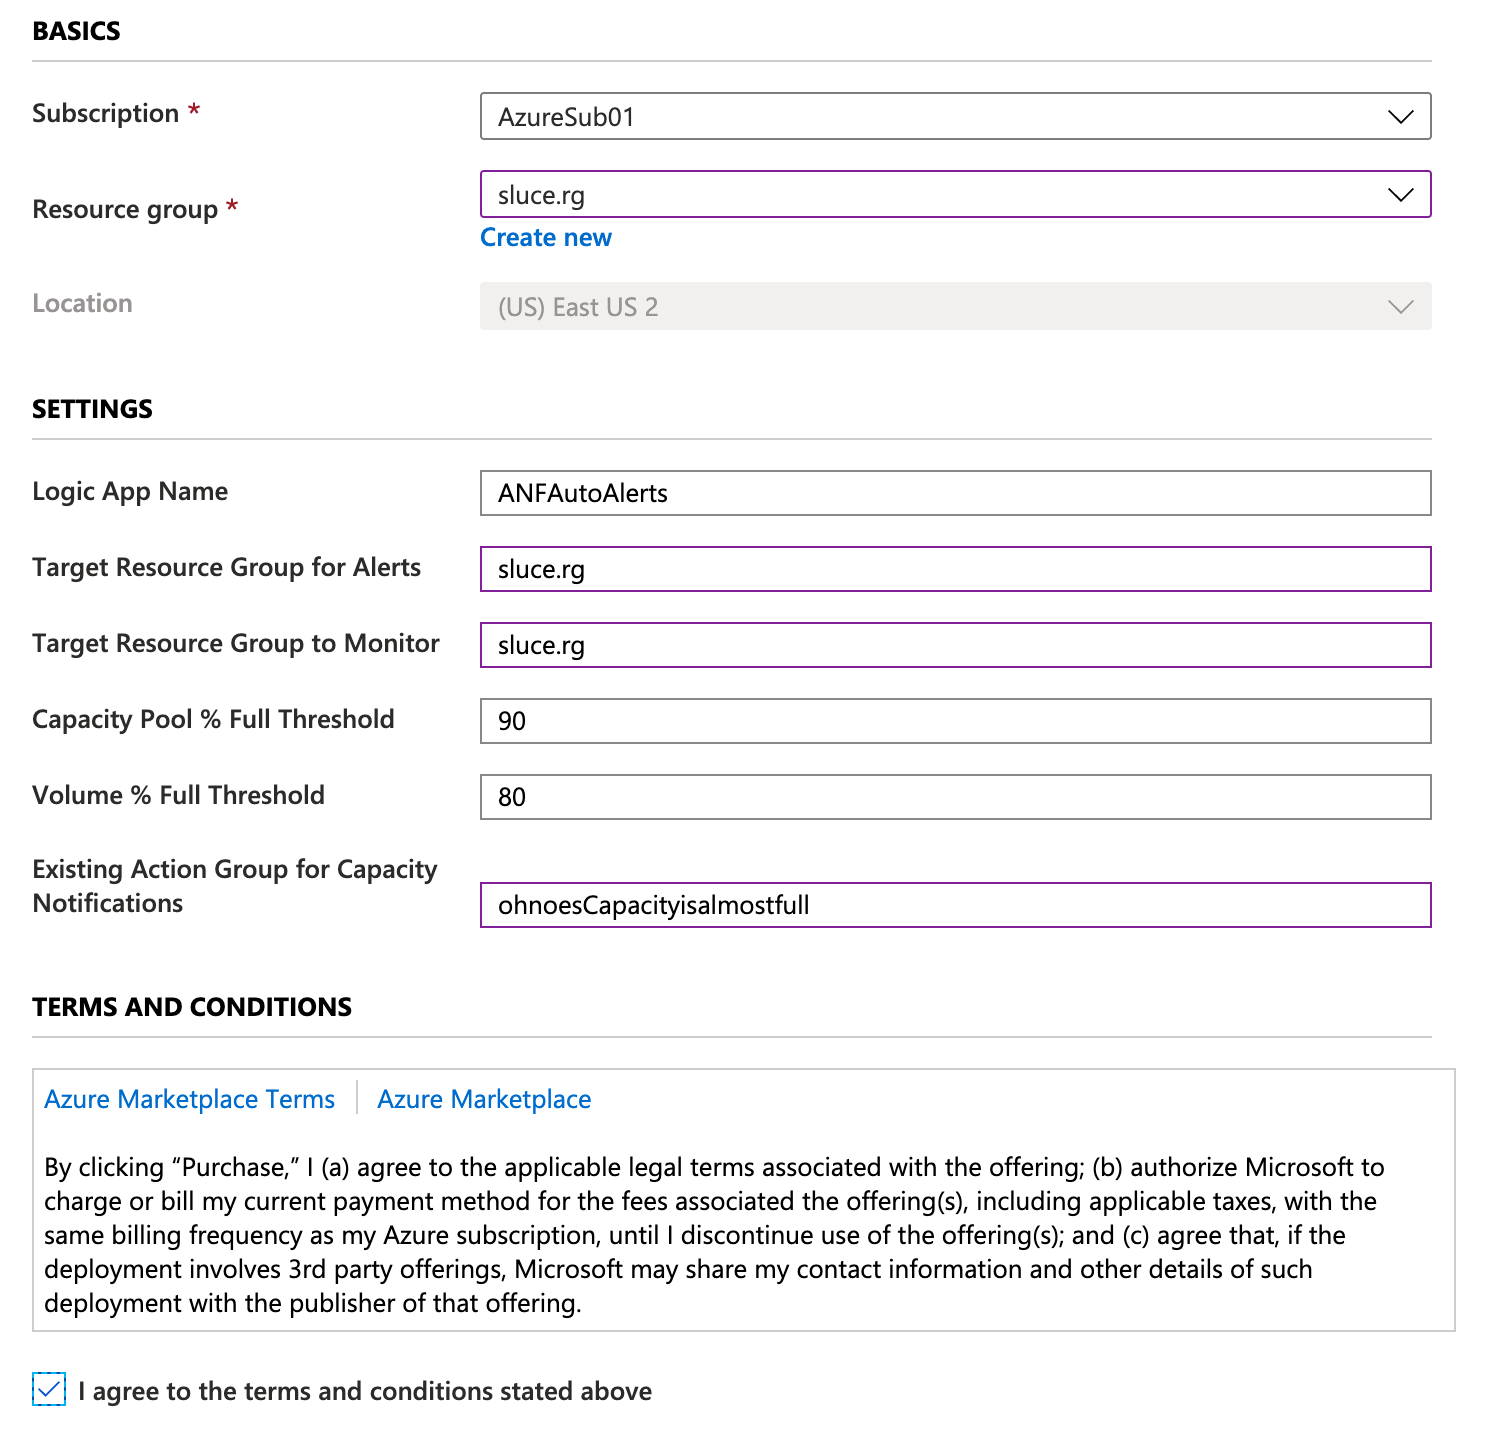 BASICS
Subscription *
AzureSub01
Resource group *
sluce.rg
Create new
Location
(US) East US 2
SETTINGS
Logic App Name
ANFAutoAlerts
Target Resource Group for Alerts
sluce.rg
Target Resource Group to Monitor
sluce.rg
Capacity Pool % Full Threshold
90
Volume % Full Threshold
80
Existing Action Group for Capacity
Notifications
ohnoesCapacityisalmostfull
TERMS AND CONDITIONS
Azure Marketplace Terms
Azure Marketplace
By clicking “Purchase,” I (a) agree to the applicable legal terms associated with the offering; (b) authorize Microsoft to
charge or bill my current payment method for the fees associated the offering(s), including applicable taxes, with the
same billing frequency as my Azure subscription, until I discontinue use of the offering(s); and (c) agree that, if the
deployment involves 3rd party offerings, Microsoft may share my contact information and other details of such
deployment with the publisher of that offering.
I agree to the terms and conditions stated above